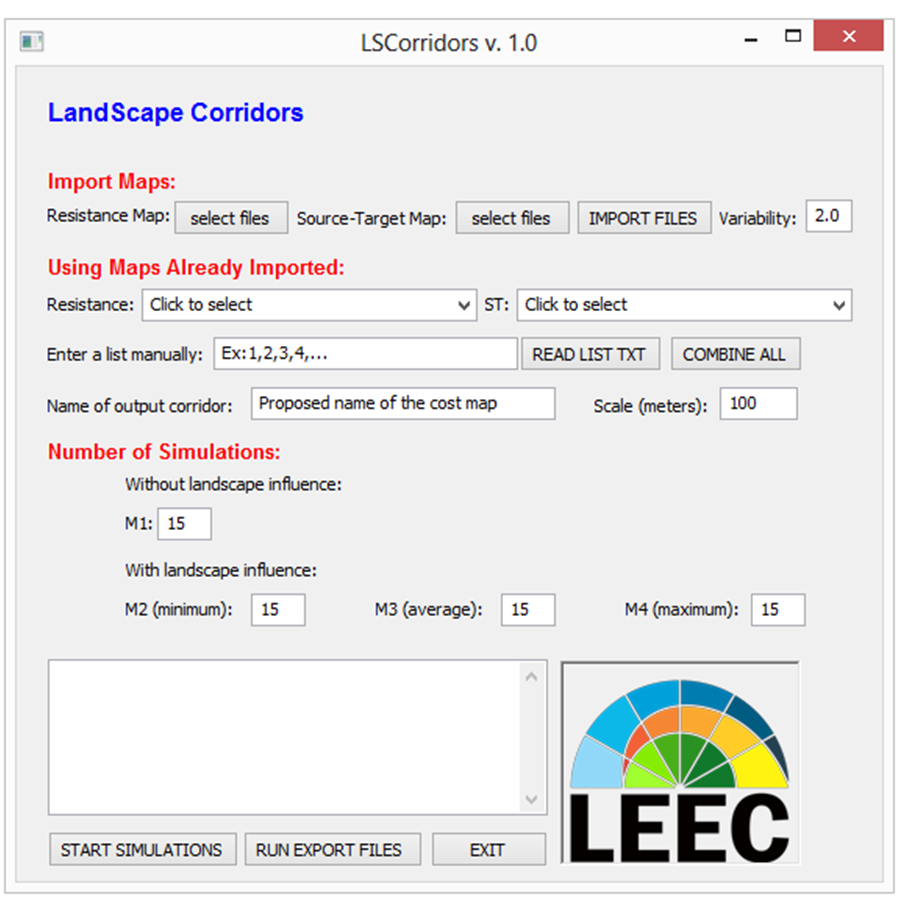 LSCorridors v. 1.0
LandScape Corridors
Import Maps:
Resistance Map: select files Source-Target Map: select files IMPORT FILES Variability: 2.0
Using Maps Already Imported:
Resistance: Click to select ST: Click to select
Enter a list manually: Ex:1,2,3,4,... READ LIST TXT COMBINE ALL
Name of output corridor: Proposed name of the cost map Scale (meters): 100
Number of Simulations:
Without landscape influence:
M1: 15
With landscape influence:
M2 (minimum): 15 M3 (average): 15 M4 (maximum): 15
LEEC
START SIMULATIONS RUN EXPORT FILES EXIT